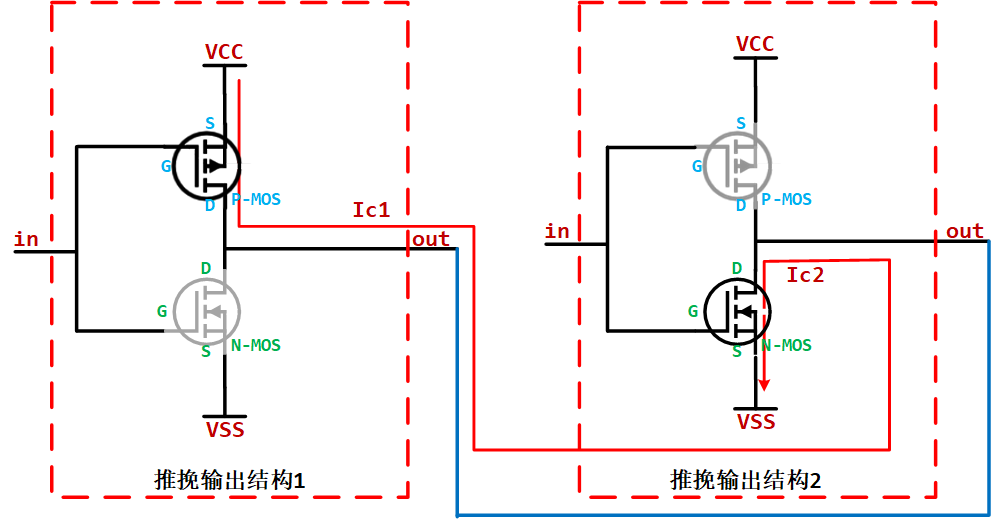 VCC
S
G
P-MOS
D
Ic1
in
out
D
G
N-MOS
S
VSS
推挽输出结构1
VCC
S
G
P-MOS
D
in
out
D
Ic2
G
N-MOS
S
VSS
推挽输出结构2